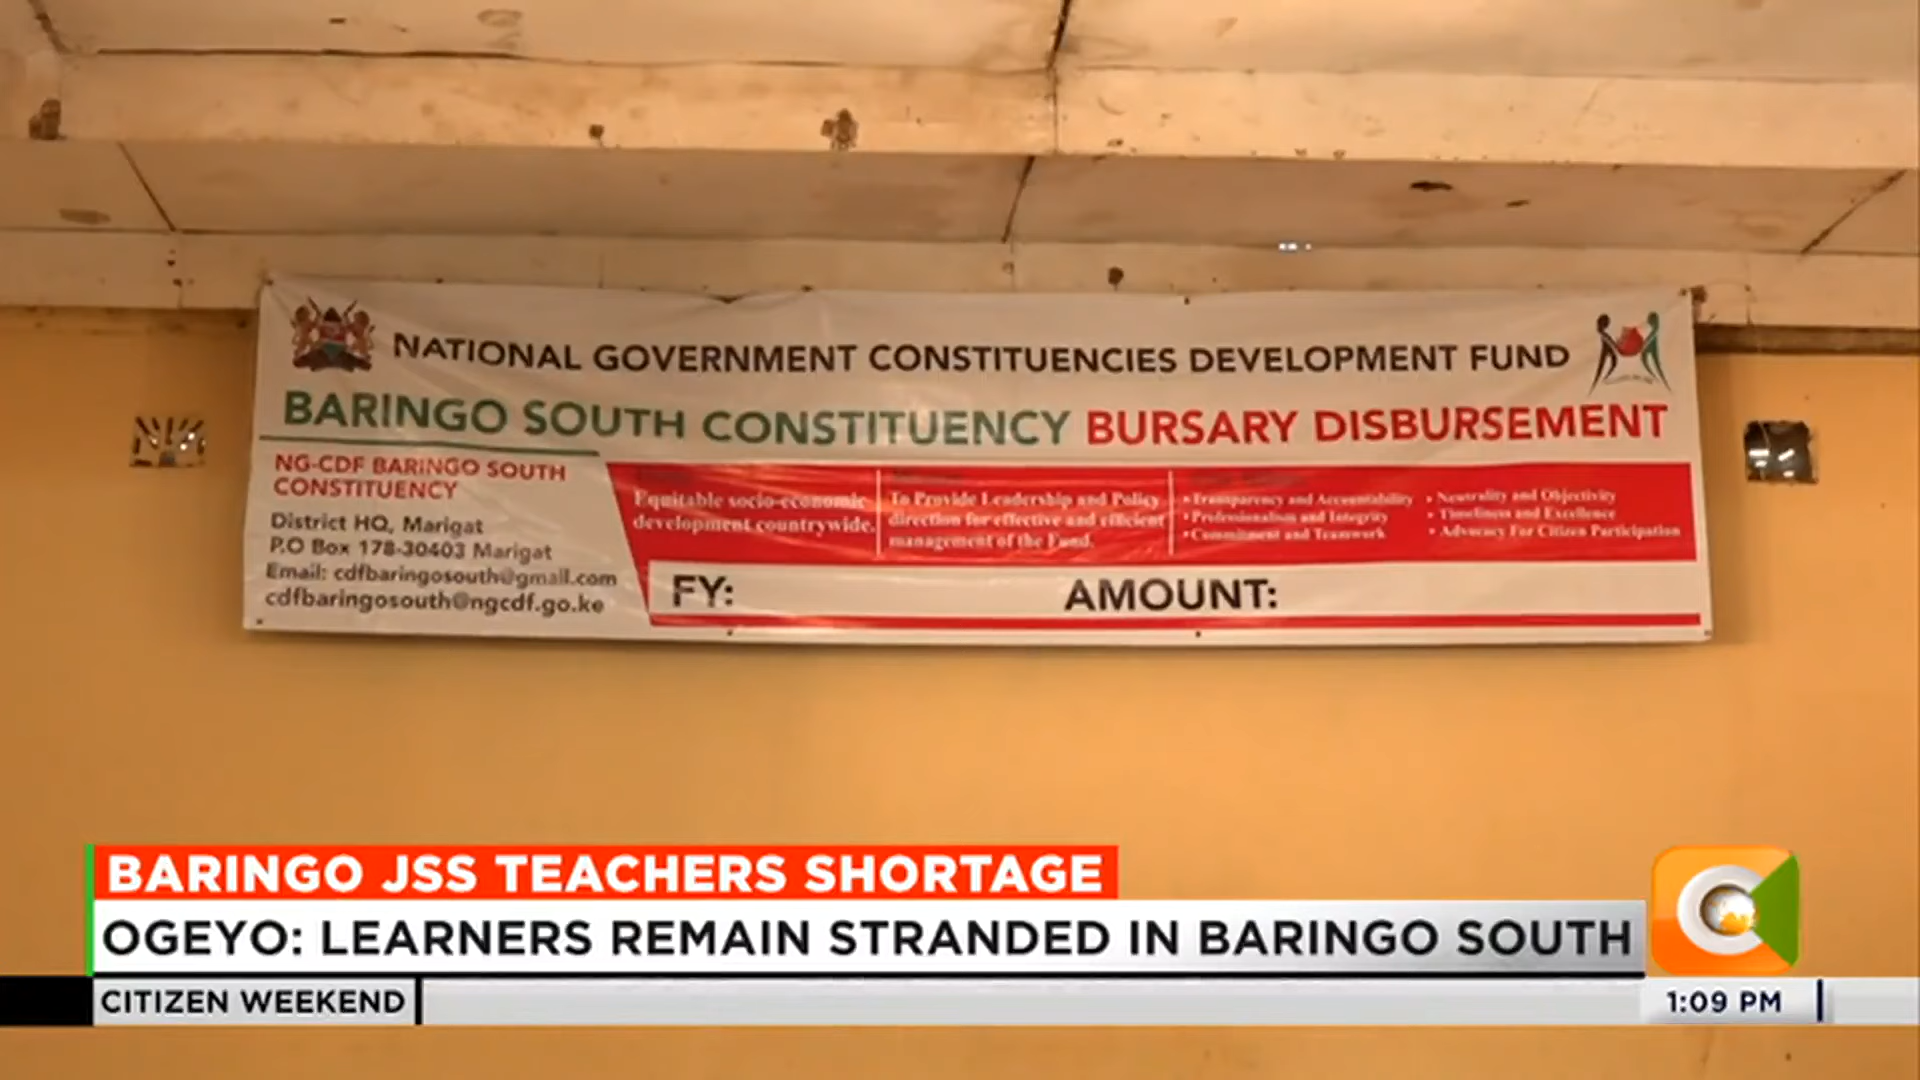 NATIONAL GOVERNMENT CONSTITUENCIES DEVELOPMENT FUND
BARINGO SOUTH CONSTITUENCY BURSARY DISBURSEMENT
NG-CDF BARINGO SOUTH
CONSTITUENCY
District HQ, Marigat
P.O Box 178-30403 Marigat
Email: cdfbaringosouth@gmail.com
cdfbaringosouth@ngcdf.go.ke
Equitable socio-economic
development countrywide.
To Provide Leadership and Policy
direction for effective and efficient
management of the Fund.
• Transparency and Accountability
• Professionalism and Integrity
• Commitment and Teamwork
• Neutrality and Objectivity
• Timeliness and Excellence
• Advocacy For Citizen Participation
FY: AMOUNT:
BARINGO JSS TEACHERS SHORTAGE
OGEYO: LEARNERS REMAIN STRANDED IN BARINGO SOUTH
CITIZEN WEEKEND
1:09 PM